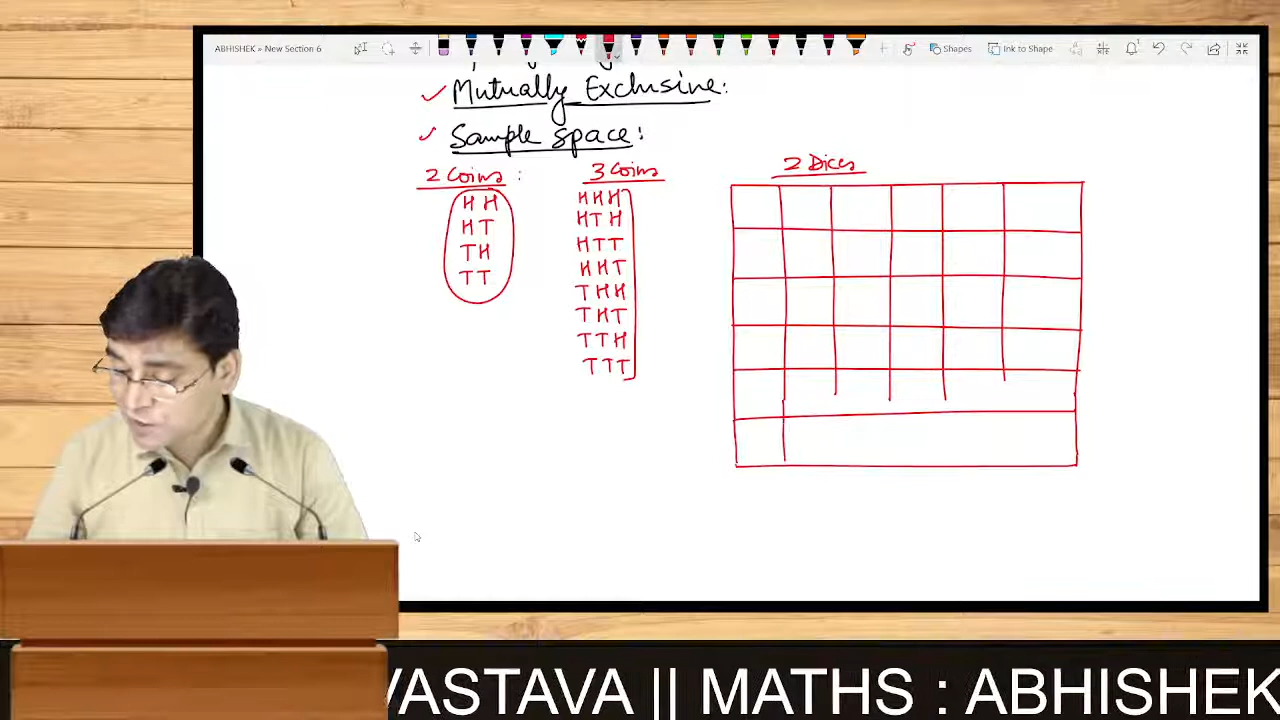 ABHISHEK » New Section 6
Shapes
Ink to Shape
Mutually Exclusive:
Sample space:
2 Coins :
HH
HT
TH
TT
3 Coins
HHH
HTH
HTT
HHT
THH
THT
TTH
TTT
2 Dices
VASTAVA || MATHS : ABHISHEK